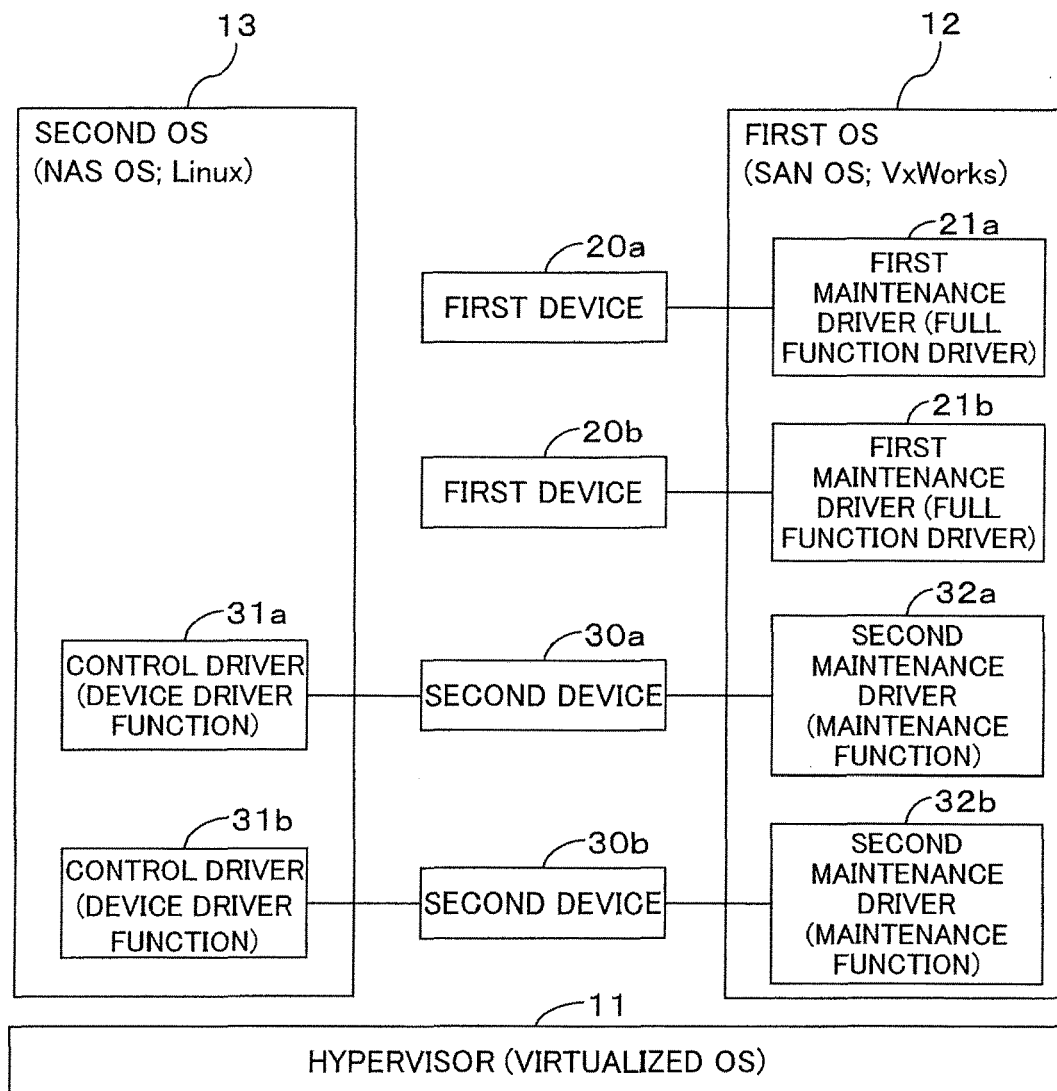 13
12
SECOND OS
(NAS OS; Linux)
FIRST OS
(SAN OS; VxWorks)
20a
FIRST DEVICE
21a
FIRST
MAINTENANCE
DRIVER (FULL
FUNCTION DRIVER)
20b
FIRST DEVICE
21b
FIRST
MAINTENANCE
DRIVER (FULL
FUNCTION DRIVER)
31a
CONTROL DRIVER
(DEVICE DRIVER
FUNCTION)
30a
SECOND DEVICE
32a
SECOND
MAINTENANCE
DRIVER
(MAINTENANCE
FUNCTION)
31b
CONTROL DRIVER
(DEVICE DRIVER
FUNCTION)
30b
SECOND DEVICE
32b
SECOND
MAINTENANCE
DRIVER
(MAINTENANCE
FUNCTION)
11
HYPERVISOR (VIRTUALIZED OS)